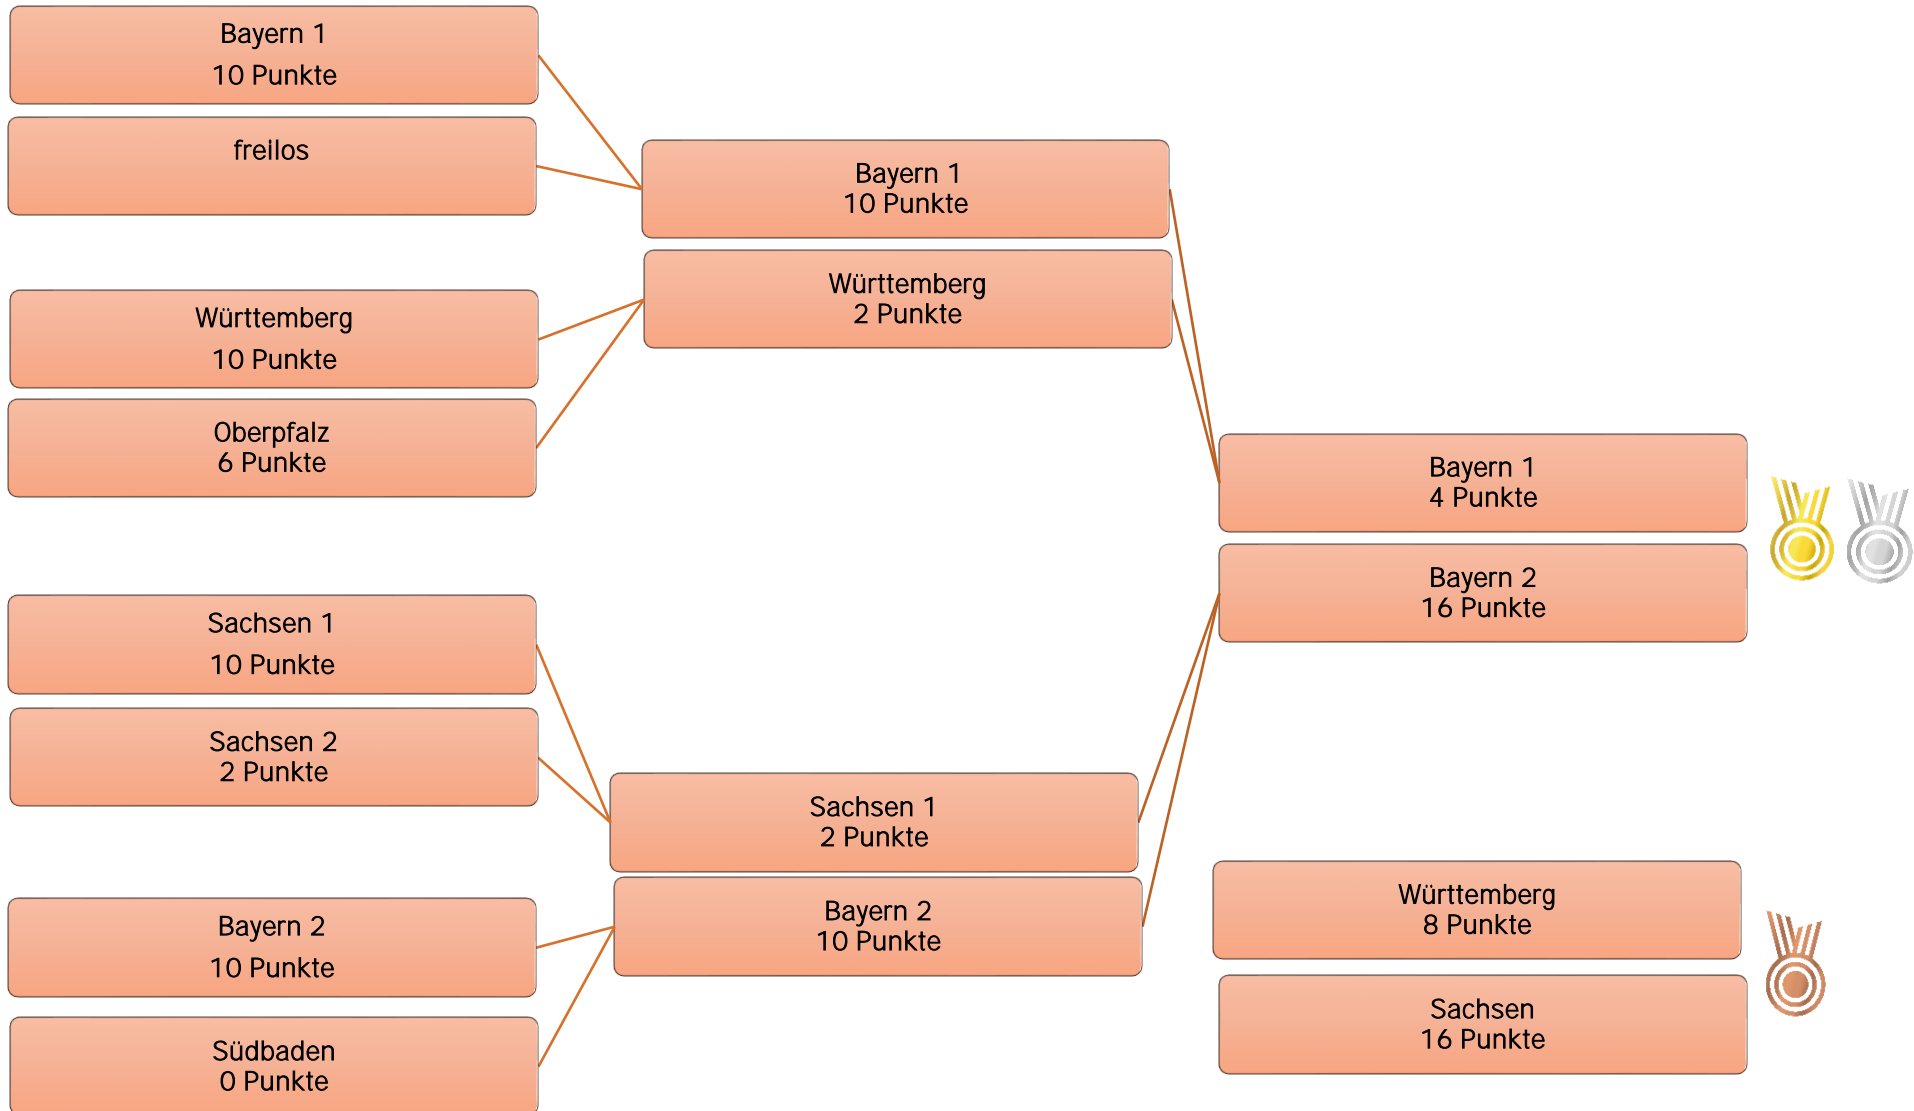 Bayern 1
10 Punkte
freilos
Württemberg
10 Punkte
Oberpfalz
6 Punkte
Sachsen 1
10 Punkte
Sachsen 2
2 Punkte
Bayern 2
10 Punkte
Südbaden
0 Punkte
Bayern 1
10 Punkte
Württemberg
2 Punkte
Sachsen 1
2 Punkte
Bayern 2
10 Punkte
Bayern 1
4 Punkte
Bayern 2
16 Punkte
Württemberg
8 Punkte
Sachsen
16 Punkte